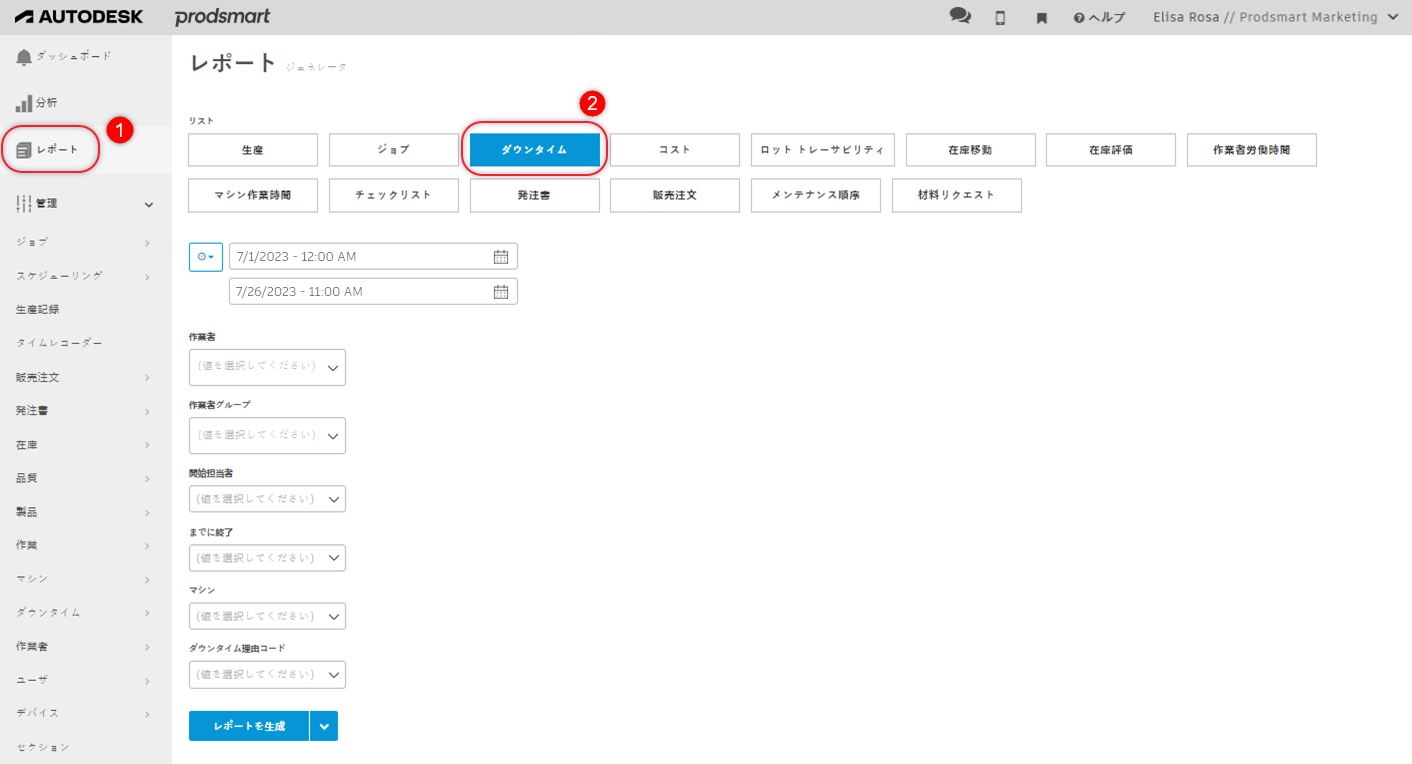 AUTODESK prodsmart ヘルプ Elisa Rosa // Prodsmart Marketing
ダッシュボード
分析
レポート
1
管理
ジョブ
スケジューリング
生産記録
タイムレコーダー
販売注文
発注書
在庫
品質
製品
作業
マシン
ダウンタイム
作業者
ユーザ
デバイス
セクション
レポート ジェネレータ
リスト
2
生産 ジョブ ダウンタイム コスト ロット トレーサビリティ 在庫移動 在庫評価 作業者労働時間
マシン作業時間 チェックリスト 発注書 販売注文 メンテナンス順序 材料リクエスト
7/1/2023 - 12:00 AM
7/26/2023 - 11:00 AM
作業者
(値を選択してください)
作業者グループ
(値を選択してください)
開始担当者
(値を選択してください)
までに終了
(値を選択してください)
マシン
(値を選択してください)
ダウンタイム理由コード
(値を選択してください)
レポートを生成